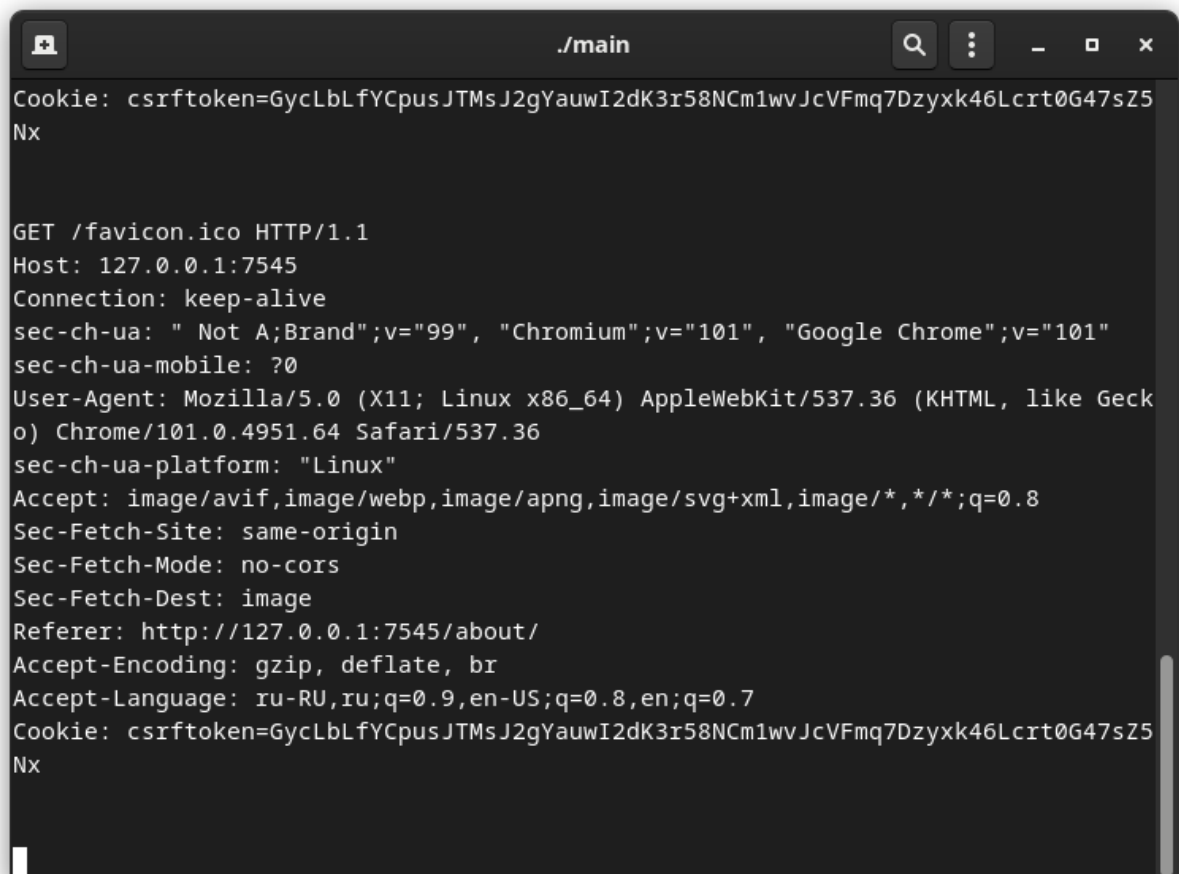 ./main
Cookie: csrftoken=GycLbLfYCpusJTMsJ2gYauwI2dK3r58NCm1wvJcVFmq7Dzyxk46Lcrt0G47sZ5
Nx
GET /favicon.ico HTTP/1.1
Host: 127.0.0.1:7545
Connection: keep-alive
sec-ch-ua: " Not A;Brand";v="99", "Chromium";v="101", "Google Chrome";v="101"
sec-ch-ua-mobile: ?0
User-Agent: Mozilla/5.0 (X11; Linux x86_64) AppleWebKit/537.36 (KHTML, like Geck
o) Chrome/101.0.4951.64 Safari/537.36
sec-ch-ua-platform: "Linux"
Accept: image/avif,image/webp,image/apng,image/svg+xml,image/*,*/*;q=0.8
Sec-Fetch-Site: same-origin
Sec-Fetch-Mode: no-cors
Sec-Fetch-Dest: image
Referer: http://127.0.0.1:7545/about/
Accept-Encoding: gzip, deflate, br
Accept-Language: ru-RU,ru;q=0.9,en-US;q=0.8,en;q=0.7
Cookie: csrftoken=GycLbLfYCpusJTMsJ2gYauwI2dK3r58NCm1wvJcVFmq7Dzyxk46Lcrt0G47sZ5
Nx